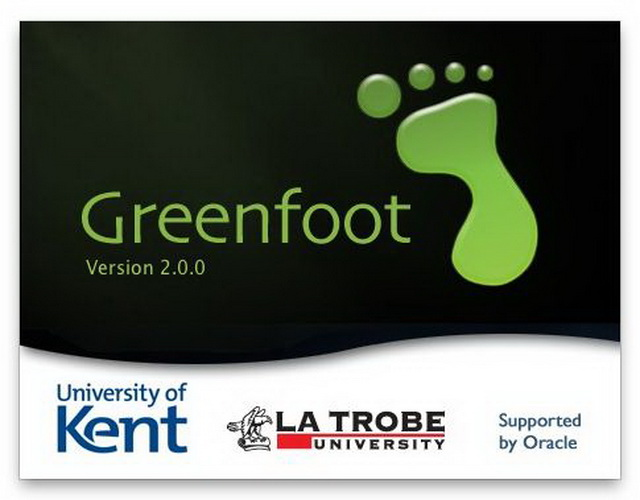 Greenfoot
Version 2.0.0
University of
Kent
LA TROBE
UNIVERSITY
Supported
by Oracle